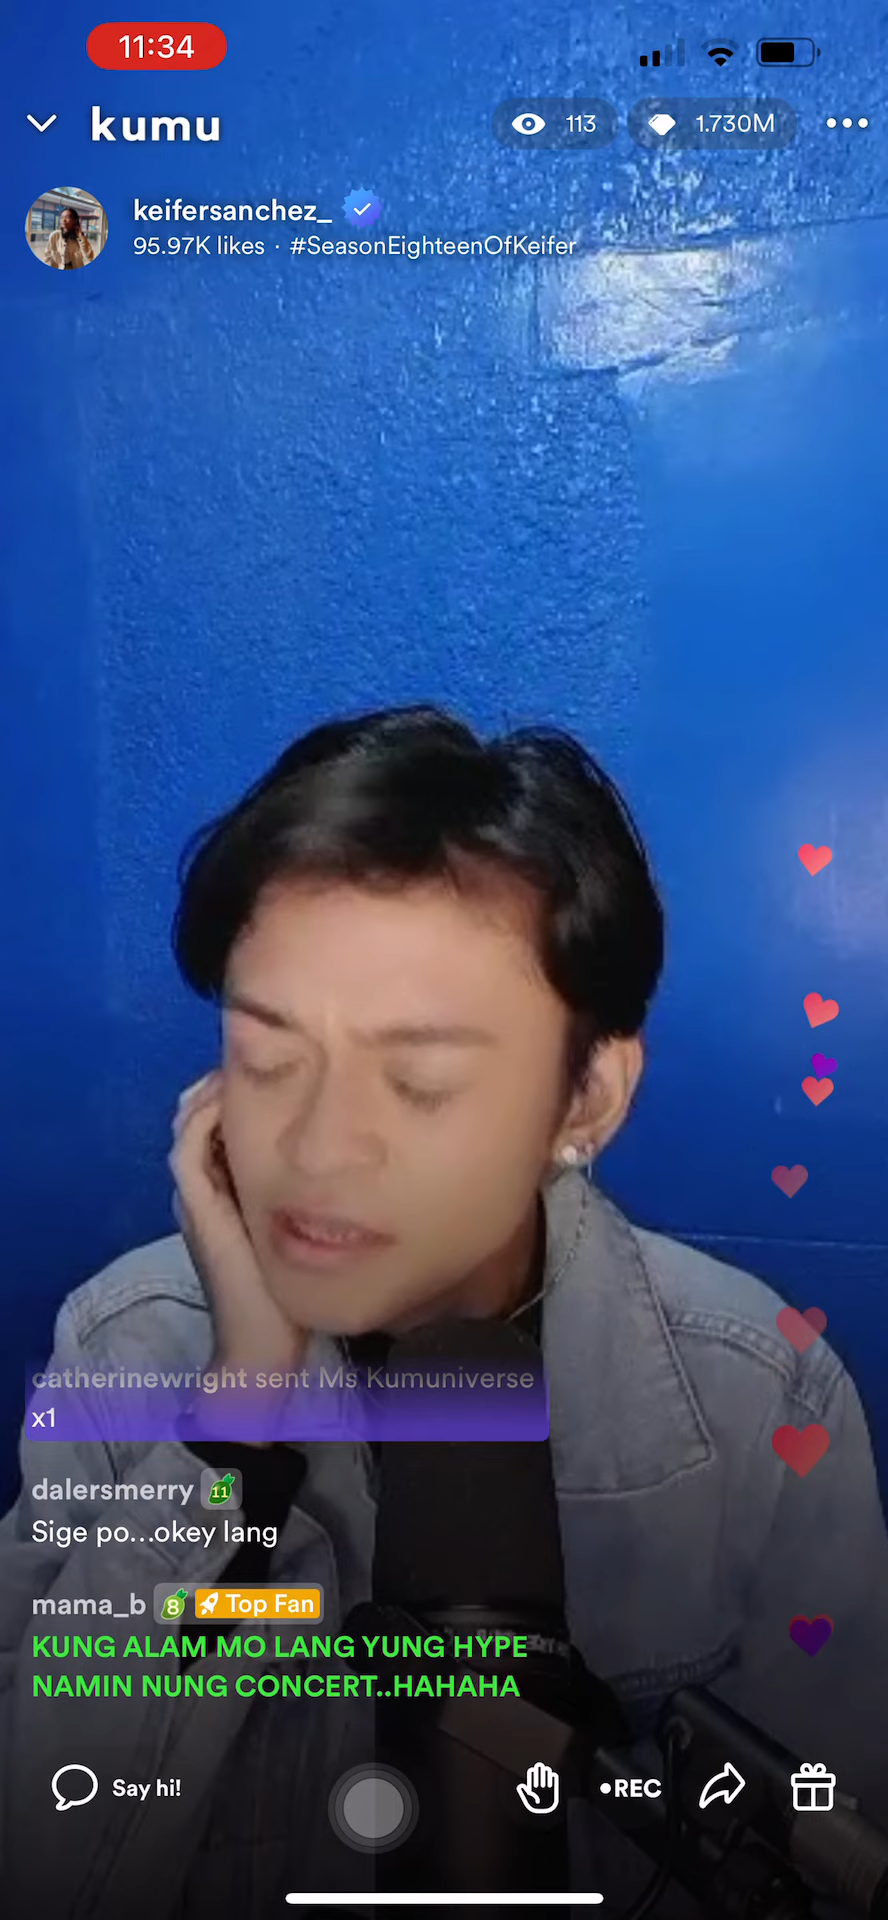 11:34
kumu
113
1.730M
keifersanchez_
95.97K likes · #SeasonEighteenOfKeifer
catherinewright sent Ms Kumuniverse
x1
dalersmerry 11
Sige po...okey lang
mama_b 8 Top Fan
KUNG ALAM MO LANG YUNG HYPE
NAMIN NUNG CONCERT..HAHAHA
Say hi!
•REC